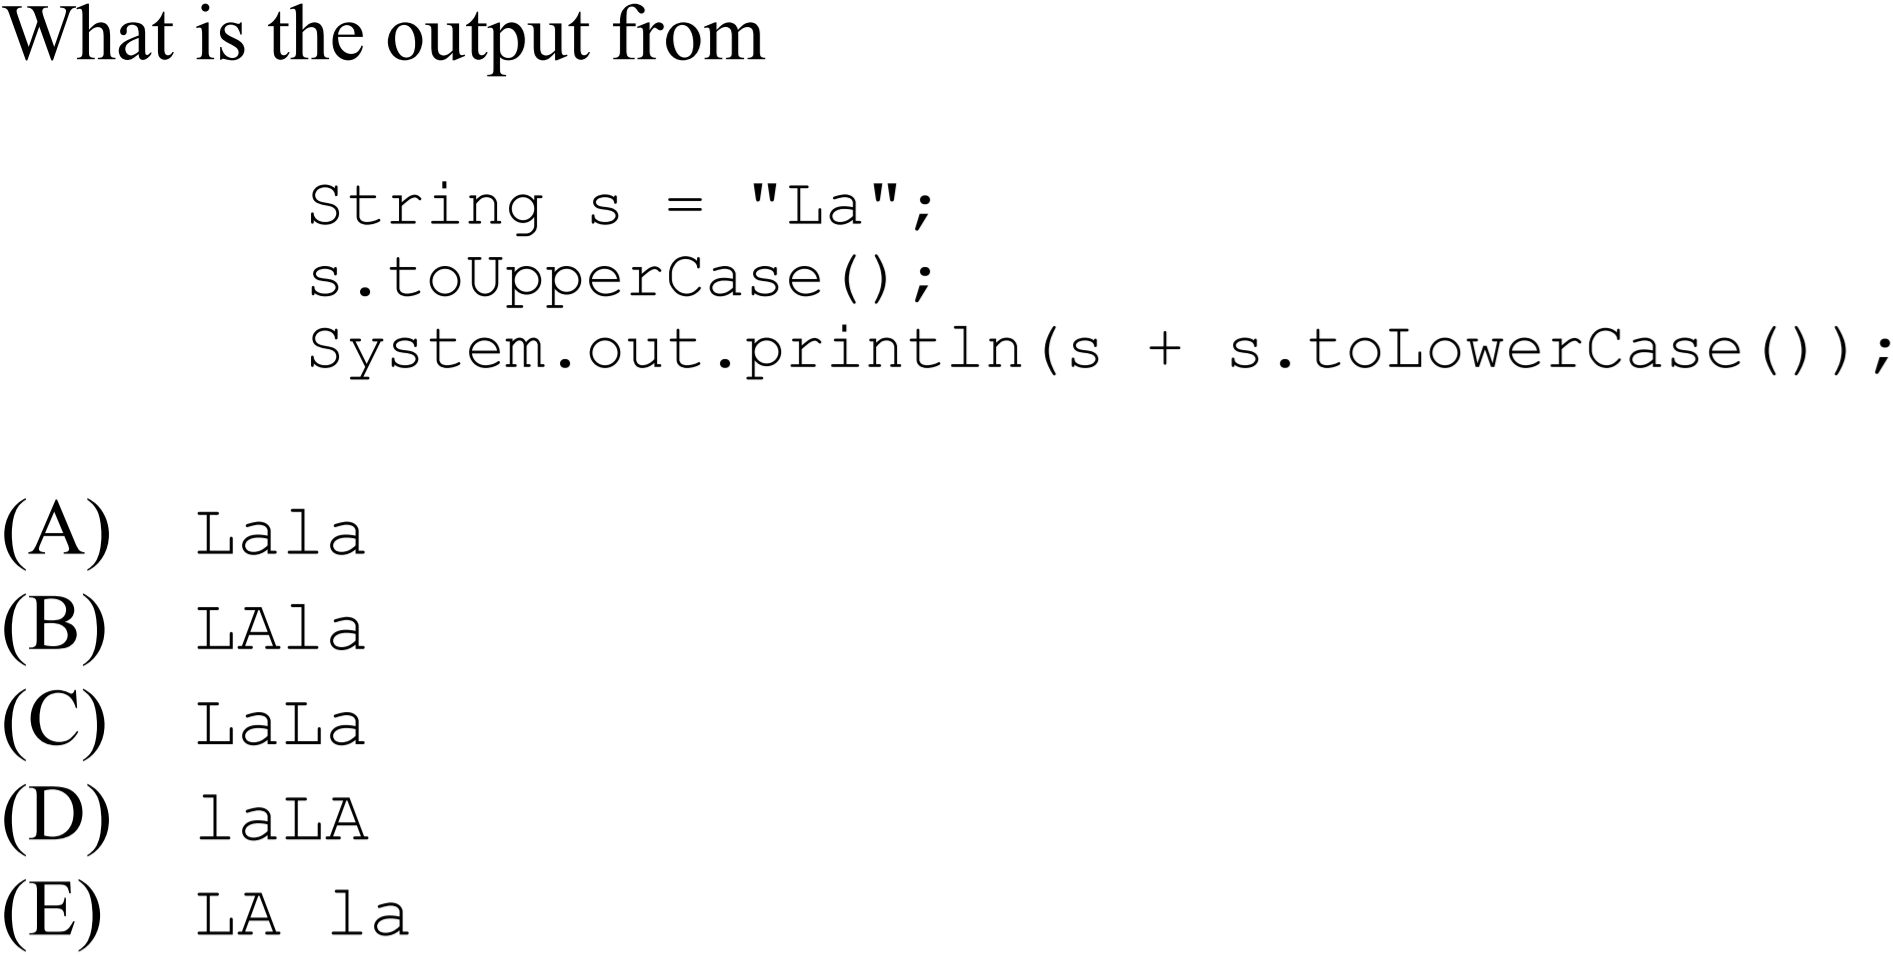 What is the output from
String s = "La";
s.toUpperCase();
System.out.println(s + s.toLowerCase());
(A) Lala
(B) LAla
(C) LaLa
(D) laLA
(E) LA la